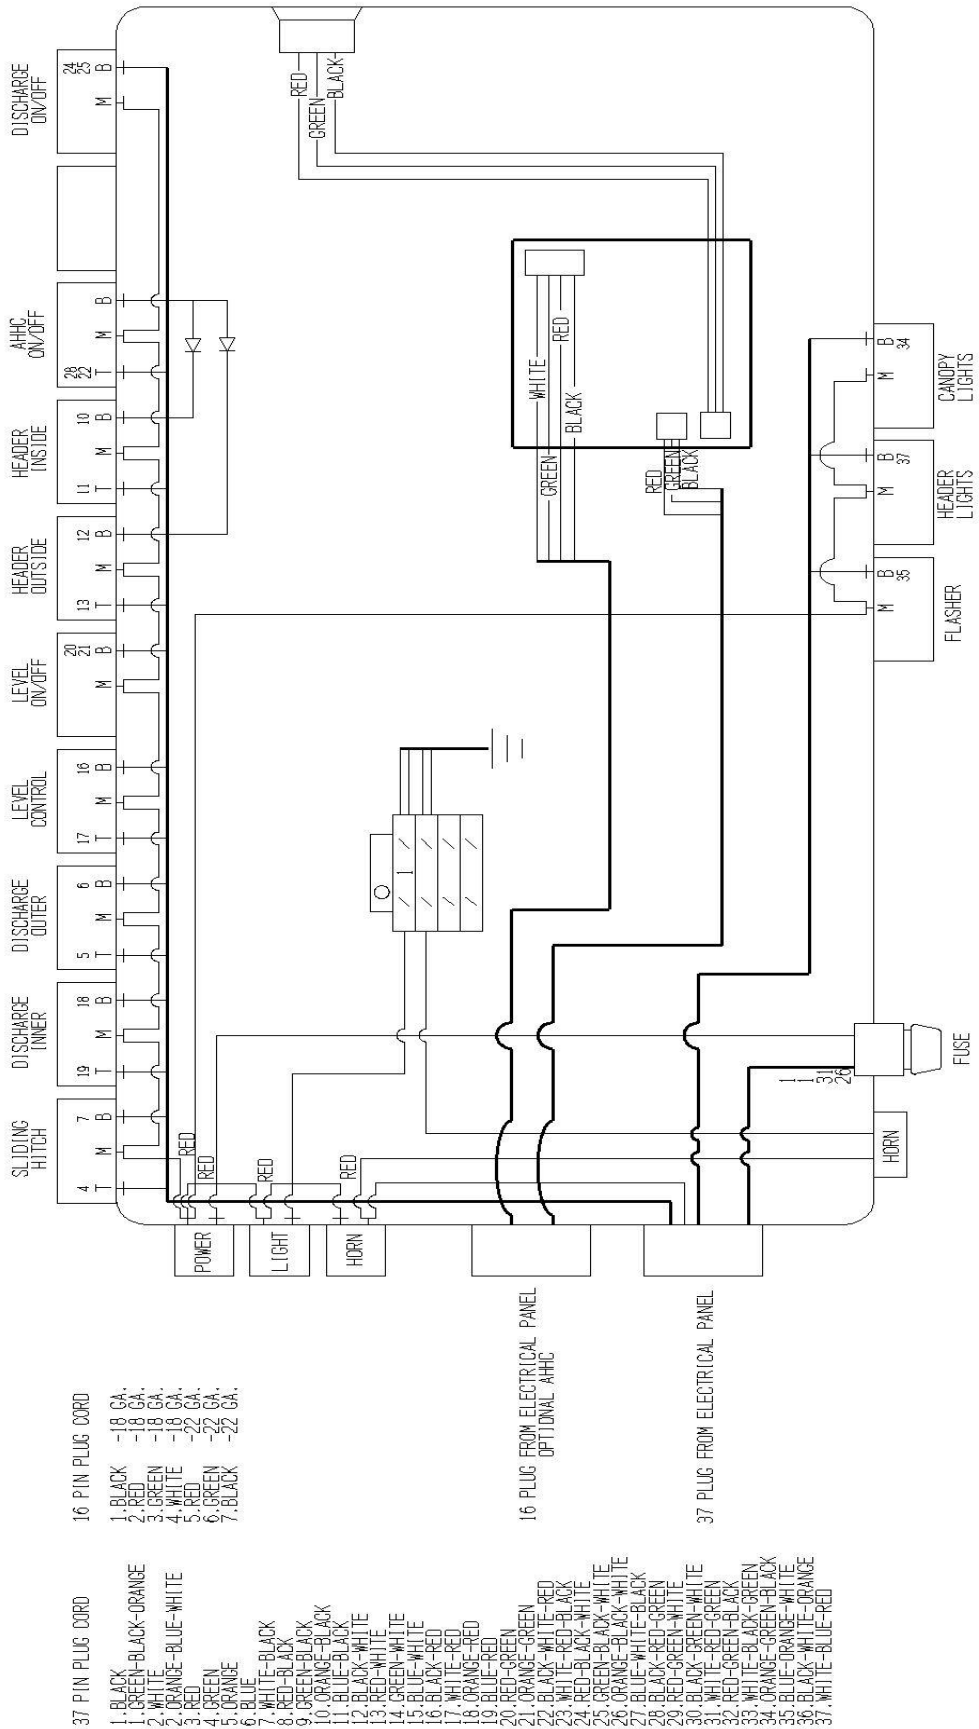 37 PIN PLUG CORD
1.BLACK
1.GREEN-BLACK-ORANGE
2.WHITE
2.ORANGE-BLUE-WHITE
3.RED
4.GREEN
5.ORANGE
6.BLUE
7.WHITE-BLACK
8.RED-BLACK
9.GREEN-BLACK
10.ORANGE-BLACK
11.BLUE-BLACK
12.BLACK-WHITE
13.RED-WHITE
14.GREEN-WHITE
15.BLUE-WHITE
16.BLACK-RED
17.WHITE-RED
18.ORANGE-RED
19.BLUE-RED
20.RED-GREEN
21.ORANGE-GREEN
22.BLACK-WHITE-RED
23.WHITE-RED-BLACK
24.RED-BLACK-WHITE
25.GREEN-BLACK-WHITE
26.ORANGE-BLACK-WHITE
27.BLUE-WHITE-BLACK
28.BLACK-RED-GREEN
29.RED-GREEN-WHITE
30.BLACK-GREEN-WHITE
31.WHITE-RED-GREEN
32.RED-GREEN-BLACK
33.WHITE-BLACK-GREEN
34.ORANGE-GREEN-BLACK
35.BLUE-ORANGE-WHITE
36.BLACK-WHITE-ORANGE
37.WHITE-BLUE-RED
16 PIN PLUG CORD
1.BLACK -18 GA.
2.RED -18 GA.
3.GREEN -18 GA.
4.WHITE -18 GA.
5.RED -22 GA.
6.GREEN -22 GA.
7.BLACK -22 GA.
16 PLUG FROM ELECTRICAL PANEL
OPTIONAL AHHC
37 PLUG FROM ELECTRICAL PANEL
SLIDING
HITCH
4 7
T M B
DISCHARGE
INNER
19 18
T M B
DISCHARGE
OUTER
5 6
T M B
LEVEL
CONTROL
17 16
T M B
LEVEL
ON/OFF
20
21
M B
HEADER
OUTSIDE
13 12
T M B
HEADER
INSIDE
11 10
T M B
AHHC
ON/OFF
28
22
T M B
DISCHARGE
ON/OFF
24
25
M B
POWER
LIGHT
HORN
RED
RED
RED
RED
1
WHITE
GREEN
RED
BLACK
RED
GREEN
BLACK
RED
GREEN
BLACK
1
1
31
26
HORN
FUSE
M B
35
FLASHER
M B
37
HEADER
LIGHTS
M B
34
CANOPY
LIGHTS